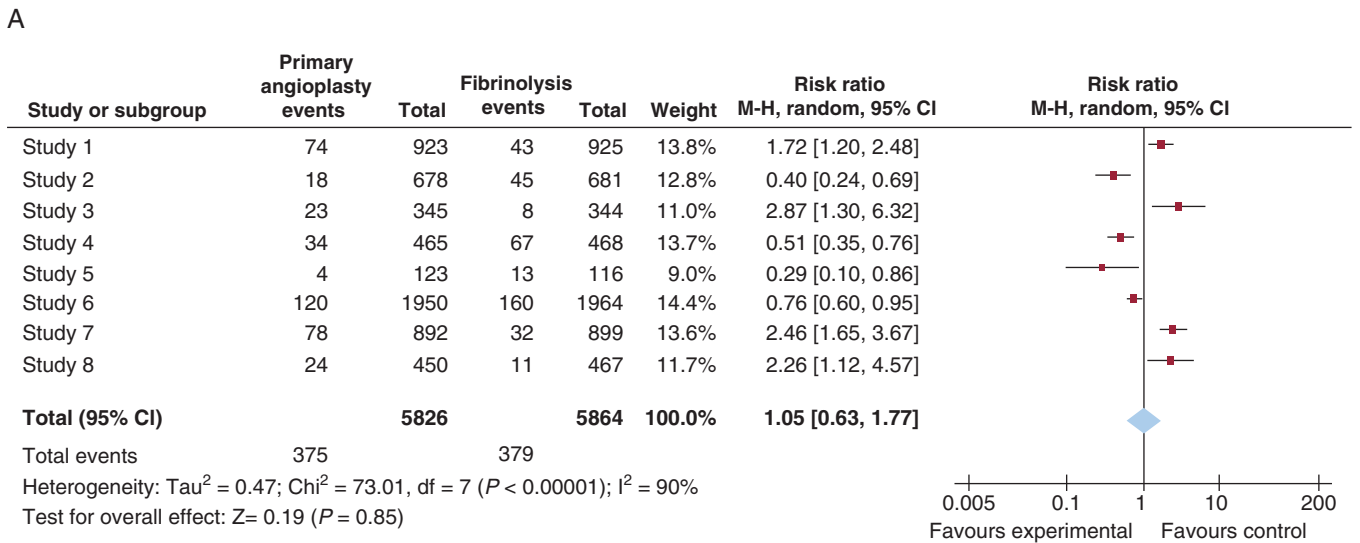 A
Primary
angioplasty Fibrinolysis Risk ratio Risk ratio
Study or subgroup events Total events Total Weight M-H, random, 95% CI M-H, random, 95% CI
Study 1 74 923 43 925 13.8% 1.72 [1.20, 2.48]
Study 2 18 678 45 681 12.8% 0.40 [0.24, 0.69]
Study 3 23 345 8 344 11.0% 2.87 [1.30, 6.32]
Study 4 34 465 67 468 13.7% 0.51 [0.35, 0.76]
Study 5 4 123 13 116 9.0% 0.29 [0.10, 0.86]
Study 6 120 1950 160 1964 14.4% 0.76 [0.60, 0.95]
Study 7 78 892 32 899 13.6% 2.46 [1.65, 3.67]
Study 8 24 450 11 467 11.7% 2.26 [1.12, 4.57]
Total (95% CI) 5826 5864 100.0% 1.05 [0.63, 1.77]
Total events 375 379
Heterogeneity: Tau² = 0.47; Chi² = 73.01, df = 7 (P < 0.00001); I² = 90%
Test for overall effect: Z= 0.19 (P = 0.85)
0.005 0.1 1 10 200
Favours experimental Favours control